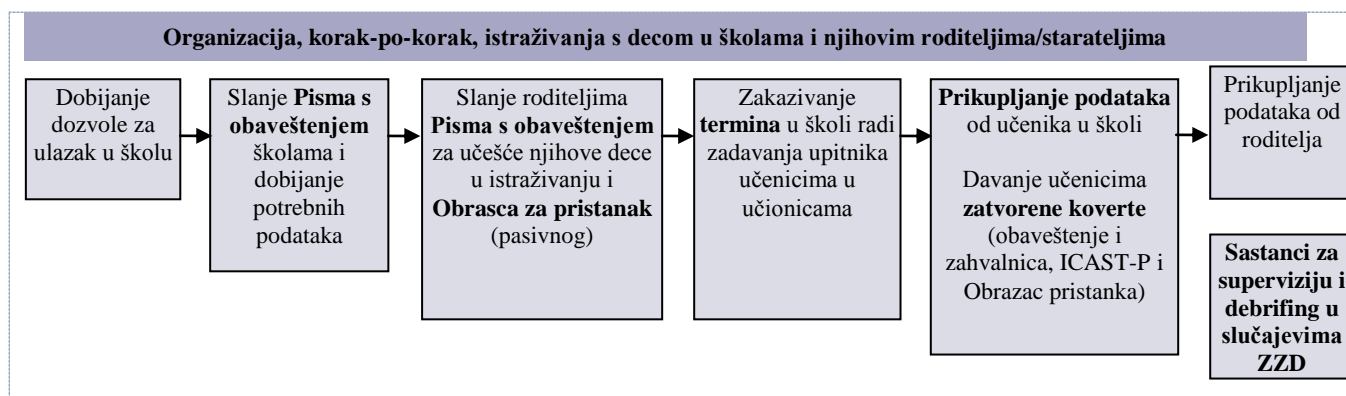 Organizacija, korak-po-korak, istraživanja s decom u školama i njihovim roditeljima/starateljima
Dobijanje
dozvole za
ulazak u školu
Slanje Pisma s
obaveštenjem
školama i
dobijanje
potrebnih
podataka
Slanje roditeljima
Pisma s obaveštenjem
za učešće njihove dece
u istraživanju i
Obrasca za pristanak
(pasivnog)
Zakazivanje
termina u školi radi
zadavanja upitnika
učenicima u
učionicama
Prikupljanje podataka
od učenika u školi
Davanje učenicima
zatvorene koverte
(obaveštenje i
zahvalnica, ICAST-P i
Obrazac pristanka)
Prikupljanje
podataka od
roditelja
Sastanci za
superviziju i
debrifing u
slučajevima
ZZD